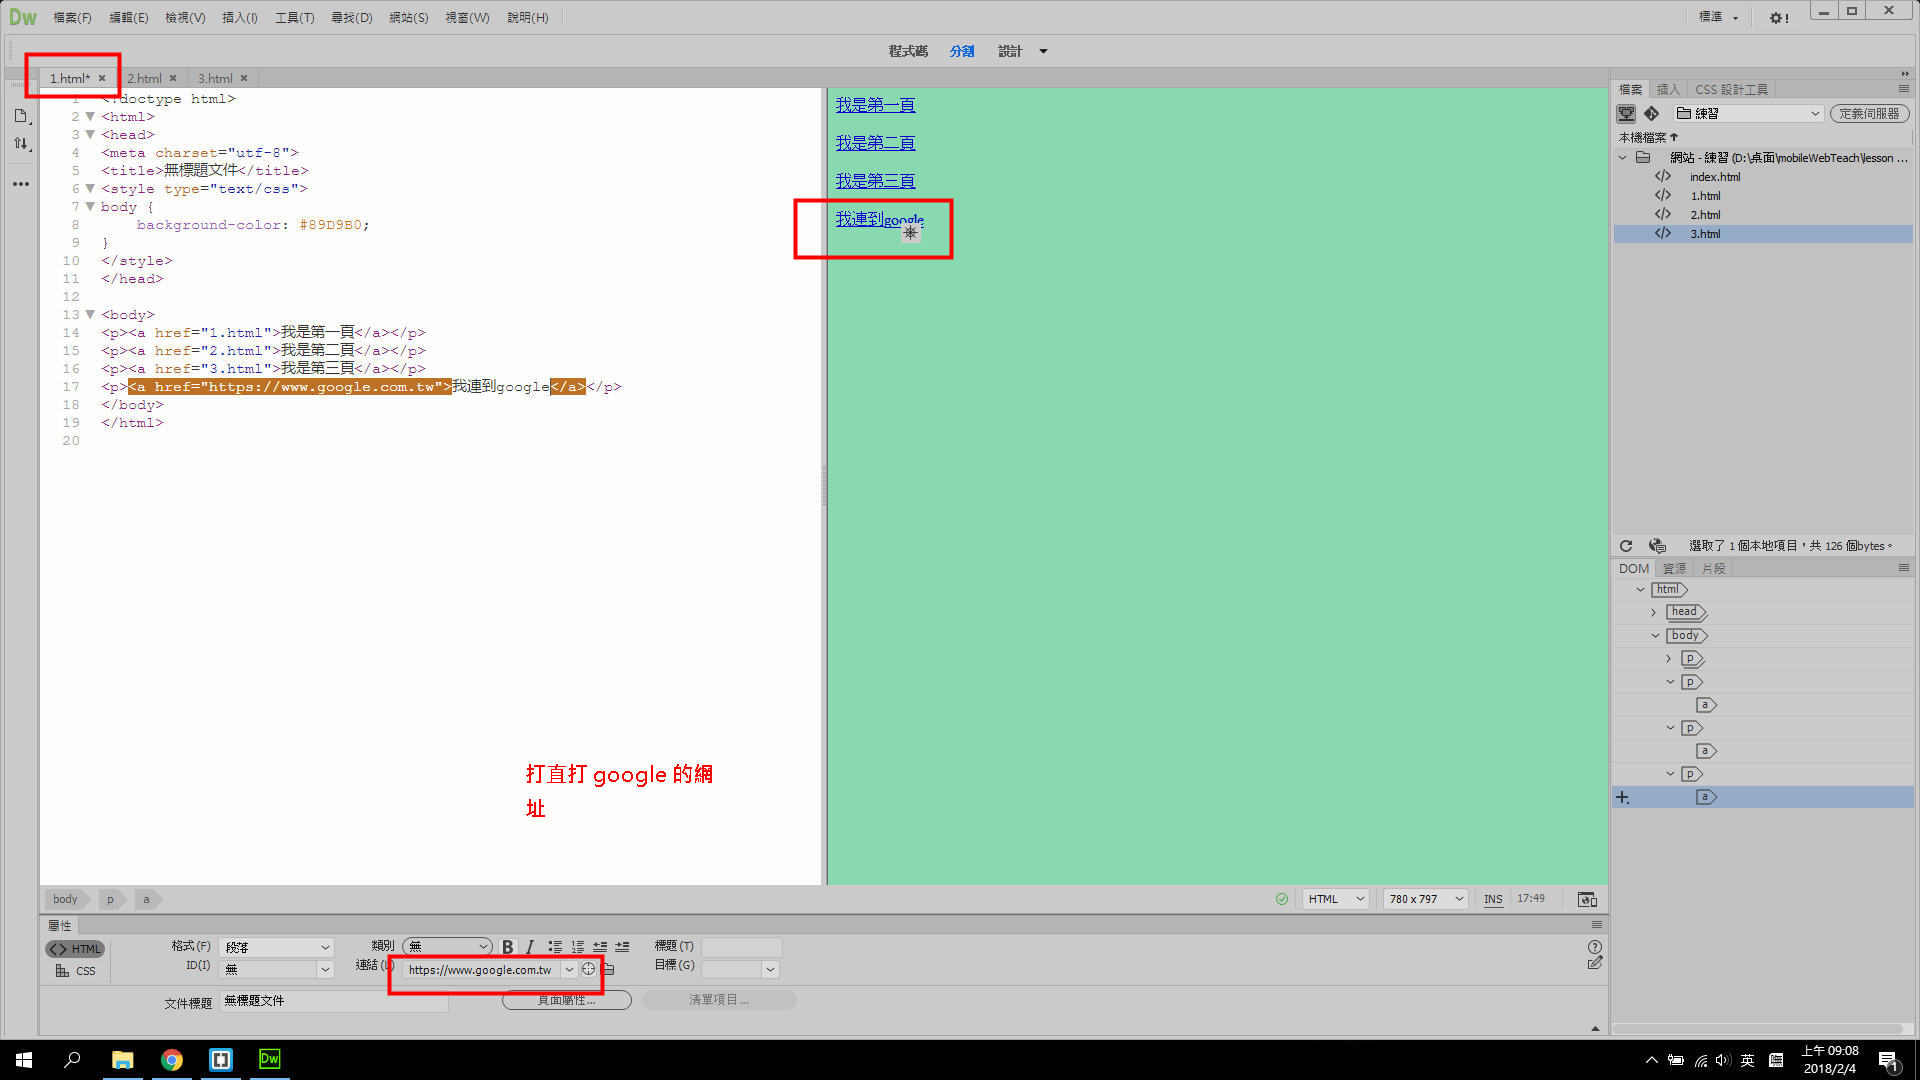 Dw 檔案(F) 編輯(E) 檢視(V) 插入(I) 工具(T) 尋找(D) 網站(S) 視窗(W) 說明(H) 標準
程式碼 分割 設計
1.html* 2.html 3.html
1 <!doctype html>
2 <html>
3 <head>
4 <meta charset="utf-8">
5 <title>無標題文件</title>
6 <style type="text/css">
7 body {
8 background-color: #89D9B0;
9 }
10 </style>
11 </head>
12
13 <body>
14 <p><a href="1.html">我是第一頁</a></p>
15 <p><a href="2.html">我是第二頁</a></p>
16 <p><a href="3.html">我是第三頁</a></p>
17 <p><a href="https://www.google.com.tw">我連到google</a></p>
18 </body>
19 </html>
20
打直打 google 的網
址
我是第一頁
我是第二頁
我是第三頁
我連到google
檔案 插入 CSS 設計工具
練習 定義伺服器
本機檔案
網站 - 練習 (D:\桌面\mobileWebTeach\lesson ...
index.html
1.html
2.html
3.html
選取了 1 個本地項目，共 126 個bytes。
DOM 資源 片段
html
head
body
p
p
a
p
a
p
a
body p a HTML 780 x 797 INS 17:49
屬性
HTML 格式(F) 段落 類別 無 B I 標題(T)
CSS ID(I) 無 連結(L) https://www.google.com.tw 目標(G)
文件標題 無標題文件 頁面屬性... 清單項目...
Dw 英 上午 09:08
2018/2/4 1